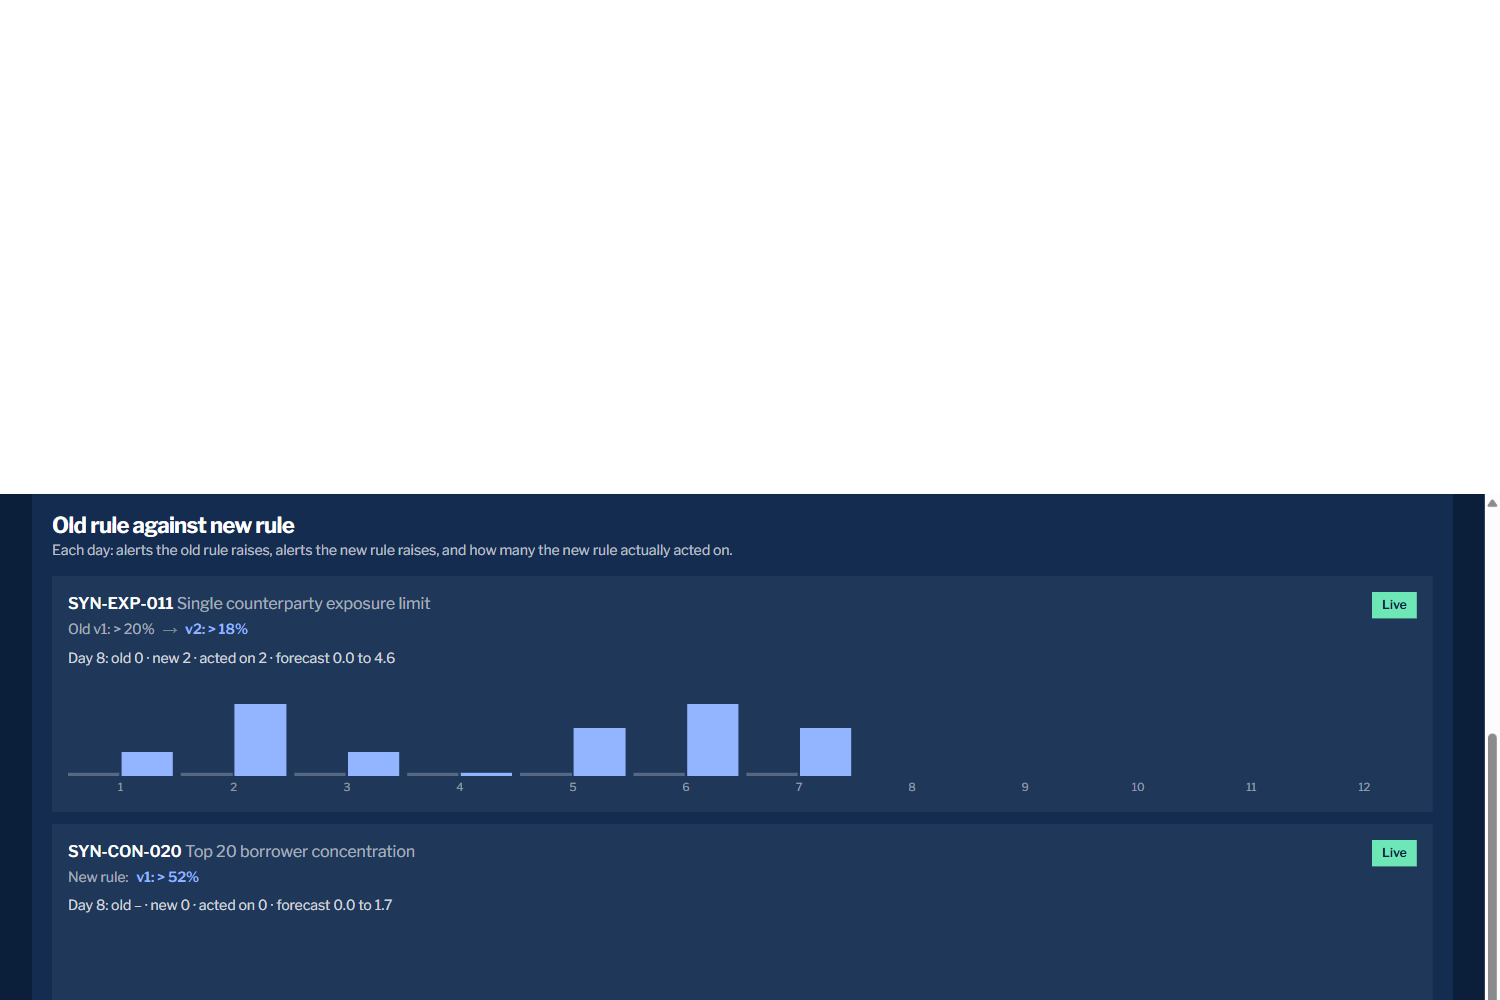 Old rule against new rule
Each day: alerts the old rule raises, alerts the new rule raises, and how many the new rule actually acted on.
SYN-EXP-011 Single counterparty exposure limit
Live
Old v1: > 20% → v2: > 18%
Day 8: old 0 · new 2 · acted on 2 · forecast 0.0 to 4.6
1 2 3 4 5 6 7 8 9 10 11 12
SYN-CON-020 Top 20 borrower concentration
Live
New rule: v1: > 52%
Day 8: old – · new 0 · acted on 0 · forecast 0.0 to 1.7